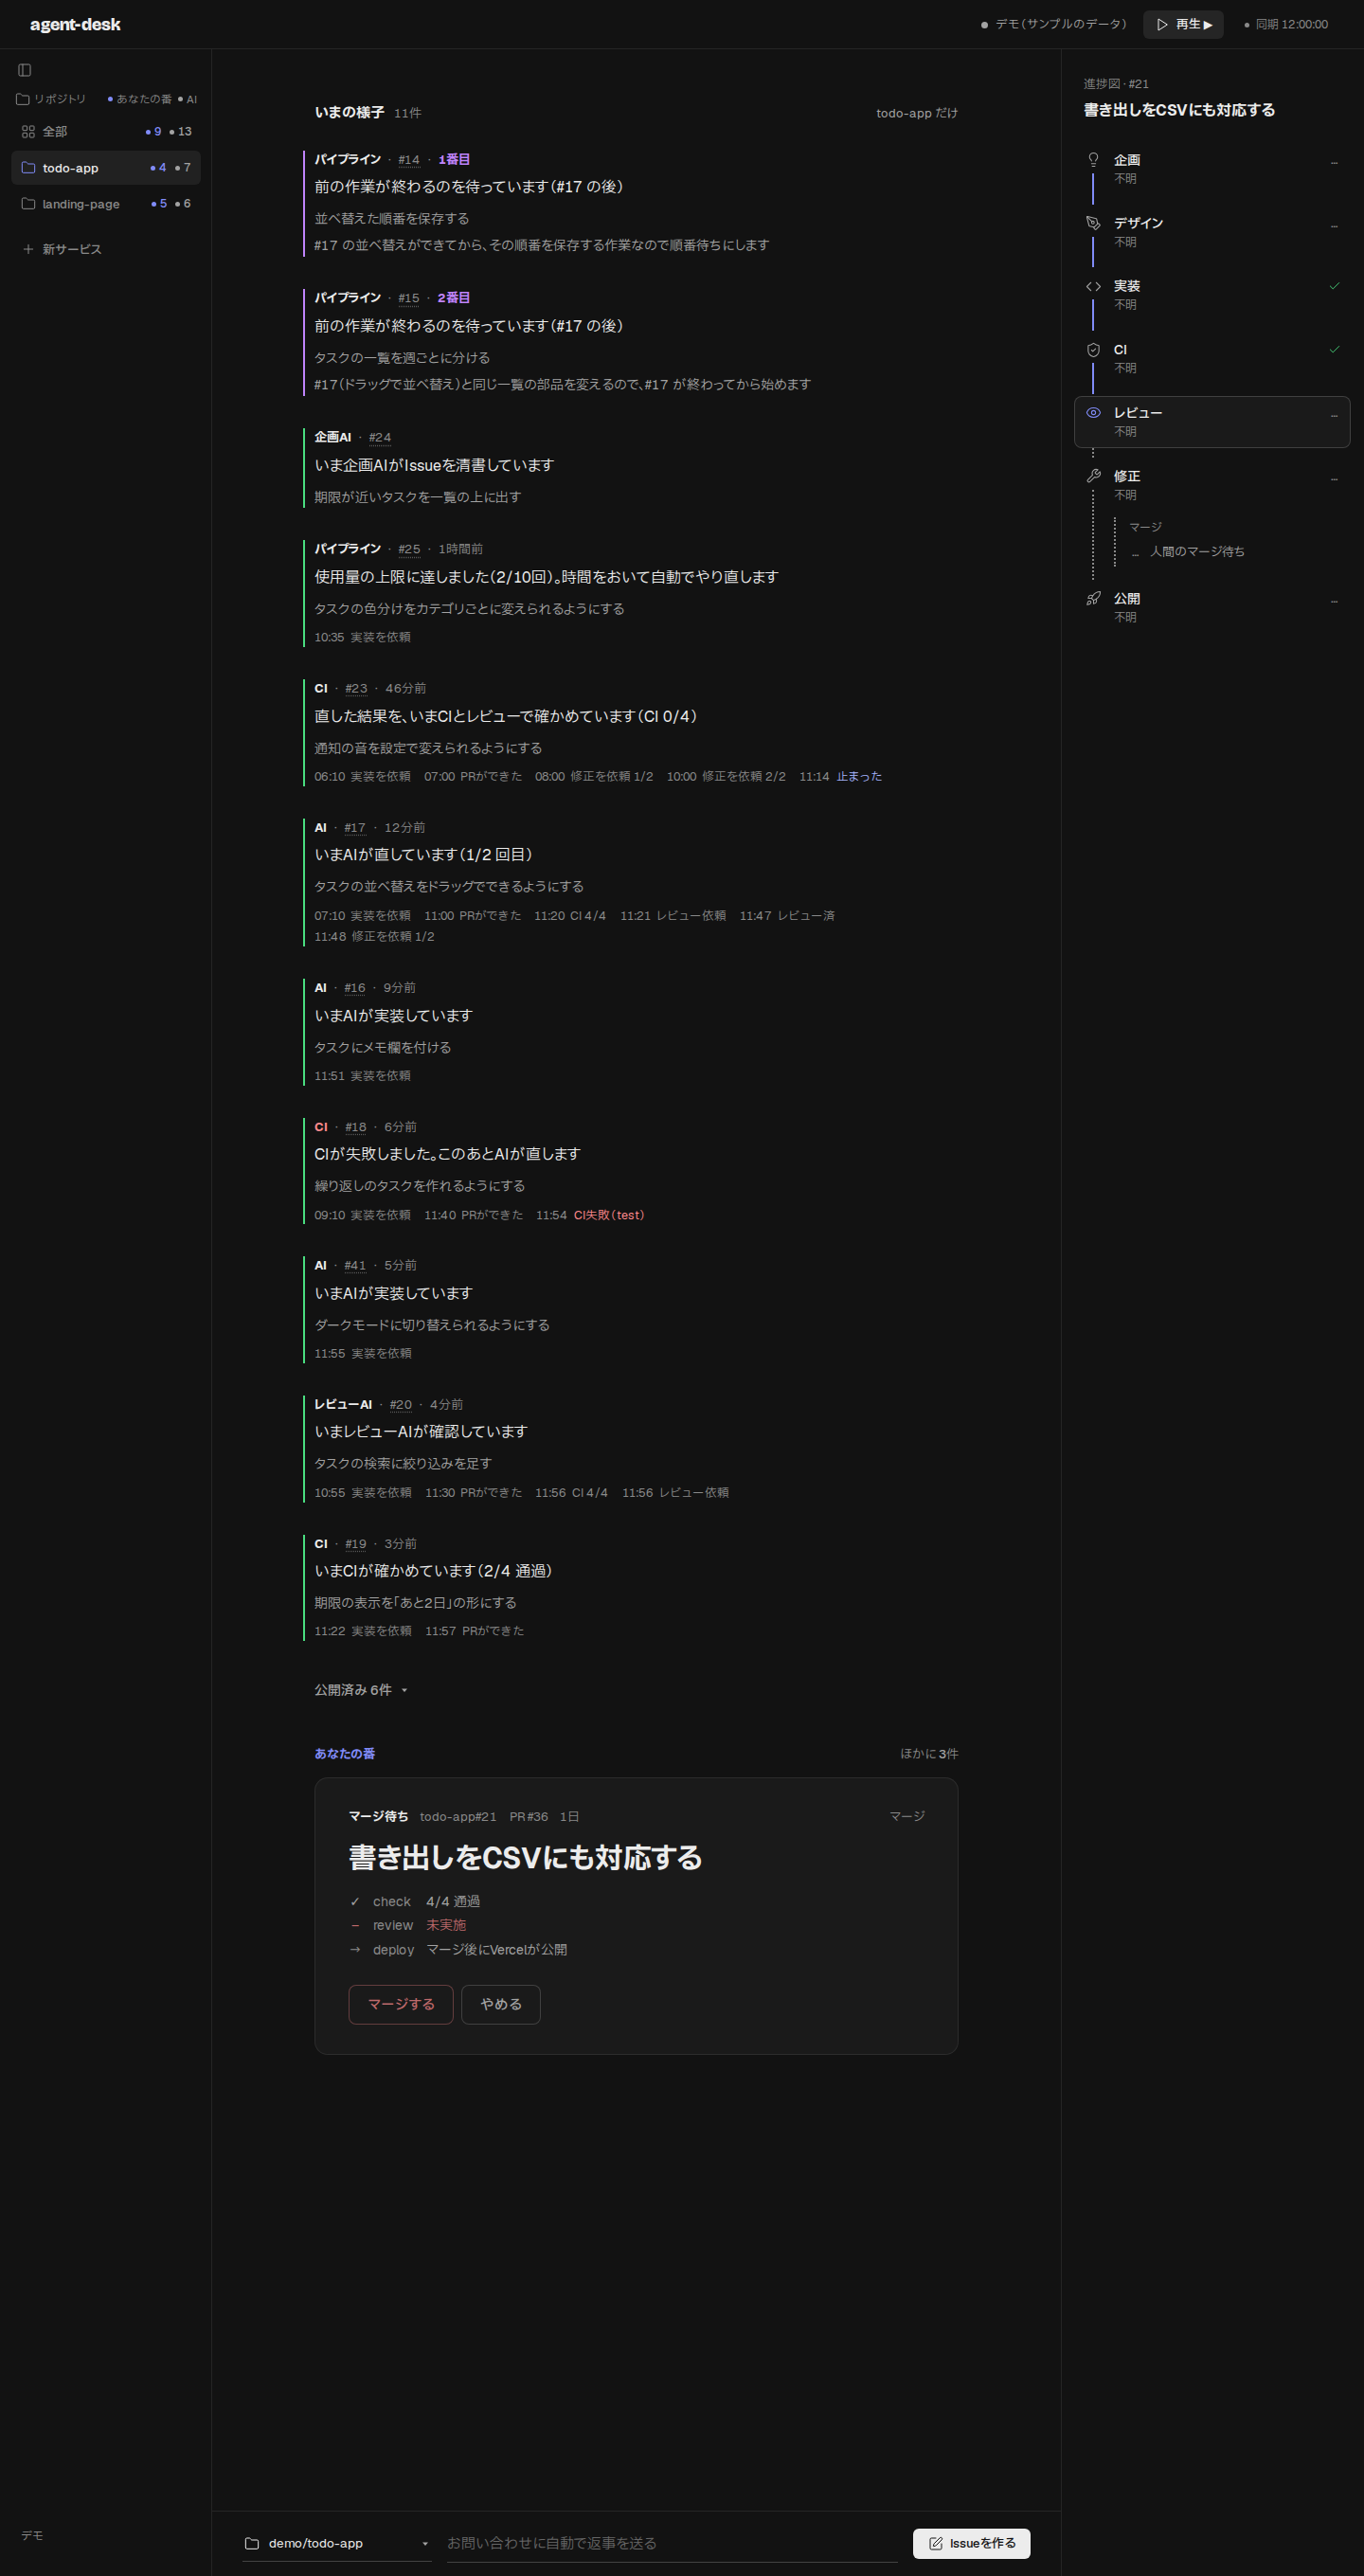 agent-desk
デモ（サンプルのデータ）
再生 ▶
同期 12:00:00
リポジトリ
あなたの番
AI
全部
9
13
todo-app
4
7
landing-page
5
6
新サービス
デモ
いまの様子 11件
todo-app だけ
パイプライン · #14 · 1番目
前の作業が終わるのを待っています（#17 の後）
並べ替えた順番を保存する
#17 の並べ替えができてから、その順番を保存する作業なので順番待ちにします
パイプライン · #15 · 2番目
前の作業が終わるのを待っています（#17 の後）
タスクの一覧を週ごとに分ける
#17（ドラッグで並べ替え）と同じ一覧の部品を変えるので、#17 が終わってから始めます
企画AI · #24
いま企画AIがIssueを清書しています
期限が近いタスクを一覧の上に出す
パイプライン · #25 · 1時間前
使用量の上限に達しました（2/10回）。時間をおいて自動でやり直します
タスクの色分けをカテゴリごとに変えられるようにする
10:35 実装を依頼
CI · #23 · 46分前
直した結果を、いまCIとレビューで確かめています（CI 0/4）
通知の音を設定で変えられるようにする
06:10 実装を依頼 07:00 PRができた 08:00 修正を依頼 1/2 10:00 修正を依頼 2/2 11:14 止まった
AI · #17 · 12分前
いまAIが直しています（1/2 回目）
タスクの並べ替えをドラッグでできるようにする
07:10 実装を依頼 11:00 PRができた 11:20 CI 4/4 11:21 レビュー依頼 11:47 レビュー済
11:48 修正を依頼 1/2
AI · #16 · 9分前
いまAIが実装しています
タスクにメモ欄を付ける
11:51 実装を依頼
CI · #18 · 6分前
CIが失敗しました。このあとAIが直します
繰り返しのタスクを作れるようにする
09:10 実装を依頼 11:40 PRができた 11:54 CI失敗（test）
AI · #41 · 5分前
いまAIが実装しています
ダークモードに切り替えられるようにする
11:55 実装を依頼
レビューAI · #20 · 4分前
いまレビューAIが確認しています
タスクの検索に絞り込みを足す
10:55 実装を依頼 11:30 PRができた 11:56 CI 4/4 11:56 レビュー依頼
CI · #19 · 3分前
いまCIが確かめています（2/4 通過）
期限の表示を「あと2日」の形にする
11:22 実装を依頼 11:57 PRができた
公開済み 6件
あなたの番
ほかに 3件
マージ待ち todo-app#21 PR #36 1日
マージ
書き出しをCSVにも対応する
✓ check 4/4 通過
– review 未実施
→ deploy マージ後にVercelが公開
マージする
やめる
demo/todo-app
お問い合わせに自動で返事を送る
Issueを作る
進捗図 · #21
書き出しをCSVにも対応する
企画 …
不明
デザイン …
不明
実装 ✓
不明
CI ✓
不明
レビュー …
不明
修正 …
不明
マージ
… 人間のマージ待ち
公開 …
不明